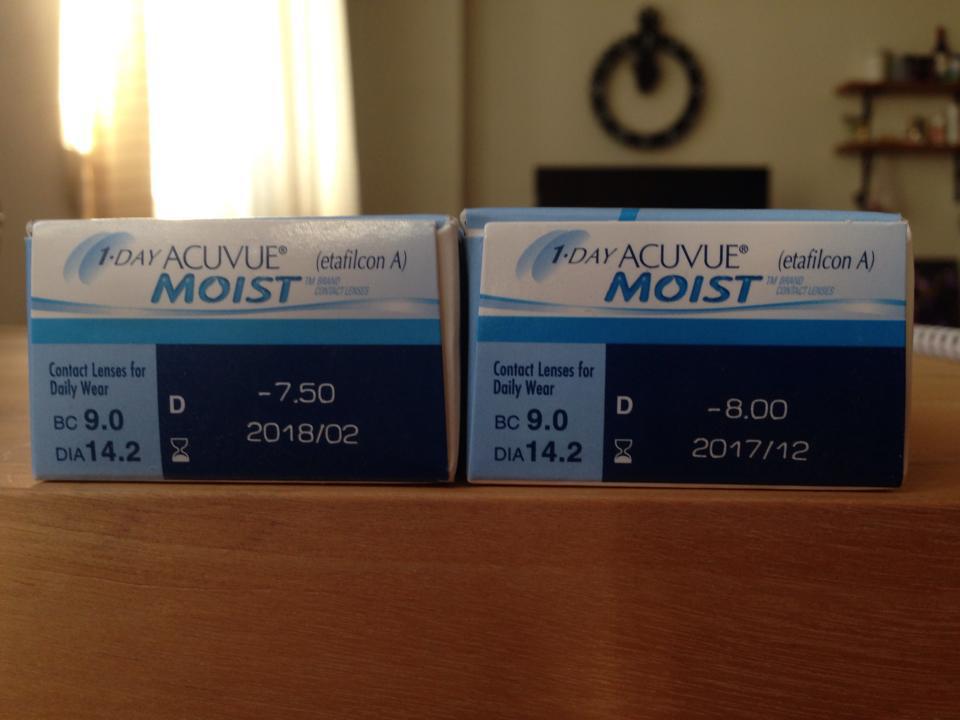 1·DAY ACUVUE® (etafilcon A)
MOIST TM BRAND
CONTACT LENSES
Contact Lenses for
Daily Wear
BC 9.0
DIA 14.2
D -7.50
2018/02
1·DAY ACUVUE® (etafilcon A)
MOIST TM BRAND
CONTACT LENSES
Contact Lenses for
Daily Wear
BC 9.0
DIA 14.2
D -8.00
2017/12